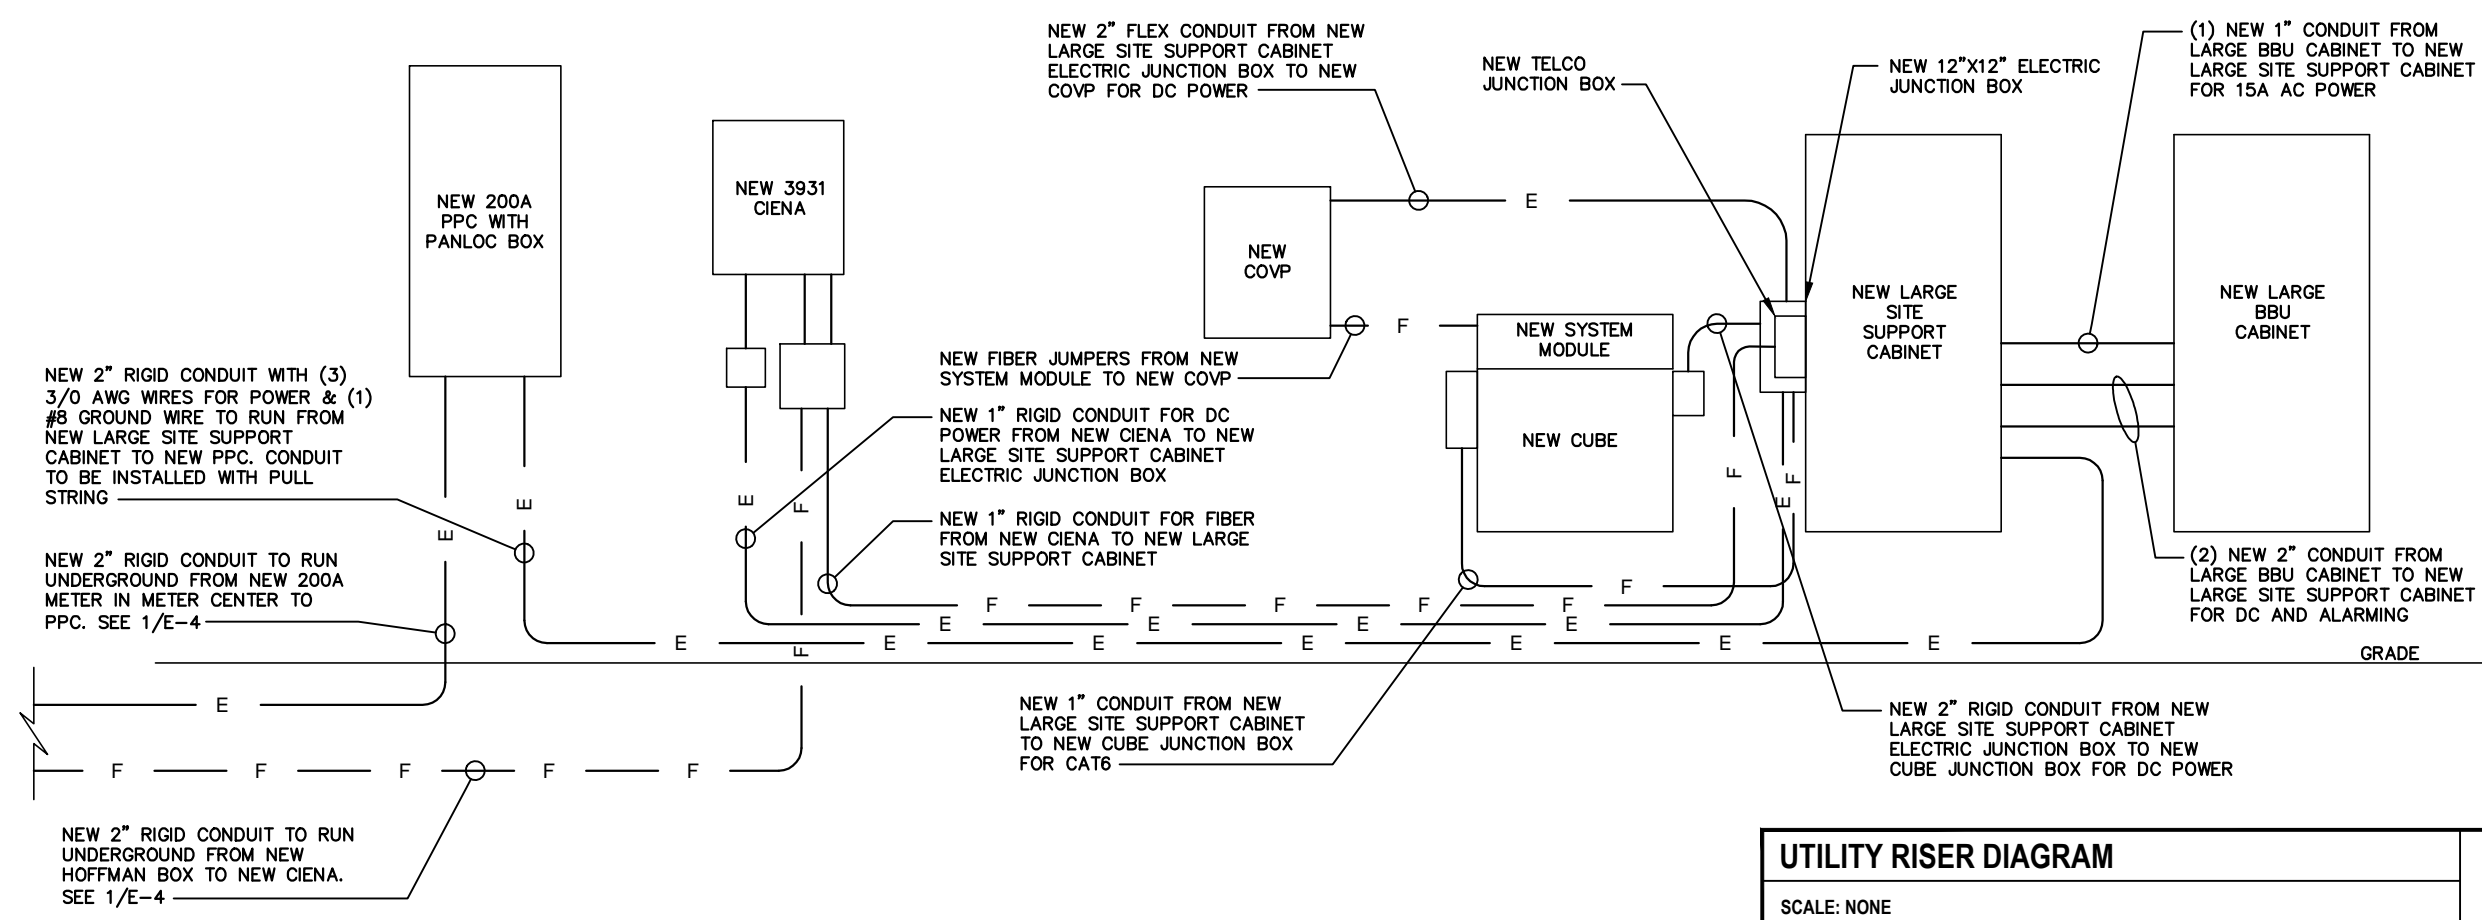 NEW 2” FLEX CONDUIT FROM NEW
LARGE SITE SUPPORT CABINET
ELECTRIC JUNCTION BOX TO NEW
COVP FOR DC POWER
NEW TELCO
JUNCTION BOX
NEW 12”X12” ELECTRIC
JUNCTION BOX
(1) NEW 1” CONDUIT FROM
LARGE BBU CABINET TO NEW
LARGE SITE SUPPORT CABINET
FOR 15A AC POWER
NEW 200A
PPC WITH
PANLOC BOX
NEW 3931
CIENA
NEW
COVP
E
F
NEW SYSTEM
MODULE
NEW CUBE
NEW LARGE
SITE
SUPPORT
CABINET
NEW LARGE
BBU
CABINET
NEW 2” RIGID CONDUIT WITH (3)
3/0 AWG WIRES FOR POWER & (1)
#8 GROUND WIRE TO RUN FROM
NEW LARGE SITE SUPPORT
CABINET TO NEW PPC. CONDUIT
TO BE INSTALLED WITH PULL
STRING
NEW 2” RIGID CONDUIT TO RUN
UNDERGROUND FROM NEW 200A
METER IN METER CENTER TO
PPC. SEE 1/E-4
NEW FIBER JUMPERS FROM NEW
SYSTEM MODULE TO NEW COVP
NEW 1” RIGID CONDUIT FOR DC
POWER FROM NEW CIENA TO NEW
LARGE SITE SUPPORT CABINET
ELECTRIC JUNCTION BOX
NEW 1” RIGID CONDUIT FOR FIBER
FROM NEW CIENA TO NEW LARGE
SITE SUPPORT CABINET
E
E
E
F
F
F
F
E
F
(2) NEW 2” CONDUIT FROM
LARGE BBU CABINET TO NEW
LARGE SITE SUPPORT CABINET
FOR DC AND ALARMING
F
F F F F F
E E E E
E E E E E E E
GRADE
E
F F F F F
NEW 1” CONDUIT FROM NEW
LARGE SITE SUPPORT CABINET
TO NEW CUBE JUNCTION BOX
FOR CAT6
NEW 2” RIGID CONDUIT FROM NEW
LARGE SITE SUPPORT CABINET
ELECTRIC JUNCTION BOX TO NEW
CUBE JUNCTION BOX FOR DC POWER
NEW 2” RIGID CONDUIT TO RUN
UNDERGROUND FROM NEW
HOFFMAN BOX TO NEW CIENA.
SEE 1/E-4
UTILITY RISER DIAGRAM
SCALE: NONE